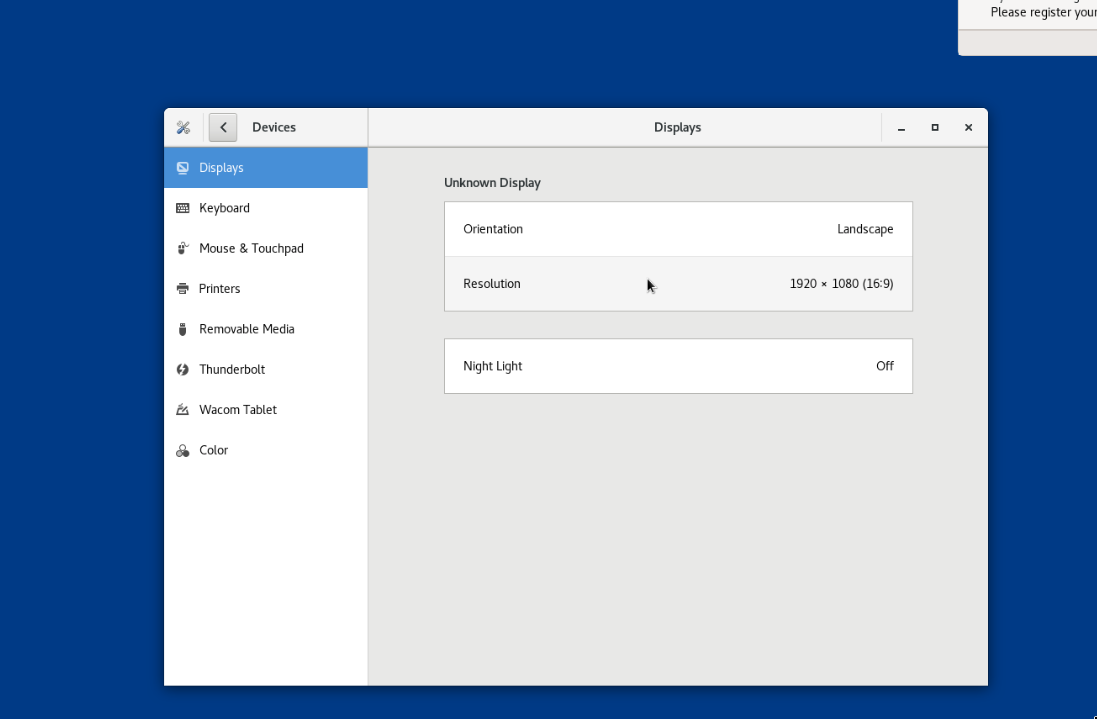 Please register your
Devices
Displays
Displays
Keyboard
Mouse & Touchpad
Printers
Removable Media
Thunderbolt
Wacom Tablet
Color
Unknown Display
Orientation Landscape
Resolution 1920 × 1080 (16:9)
Night Light Off